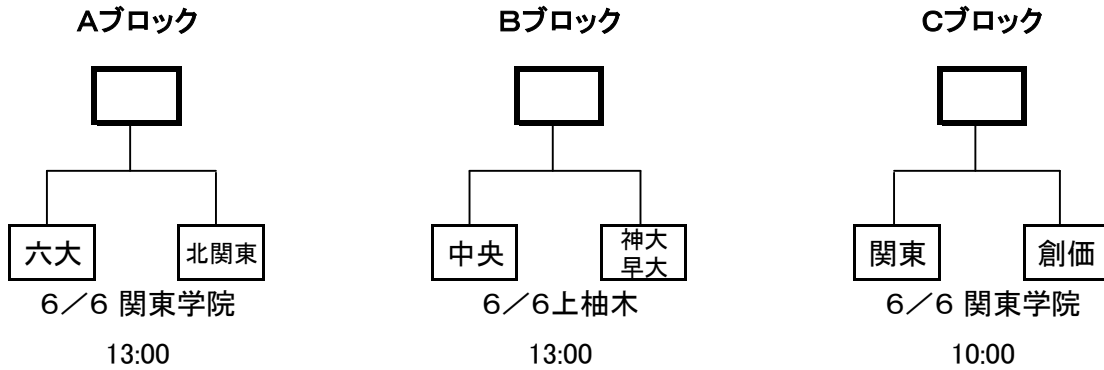 Aブロック
Bブロック
Cブロック
六大
北関東
中央
神大
早大
関東
創価
6/6 関東学院
6/6上柚木
6/6 関東学院
13:00
13:00
10:00